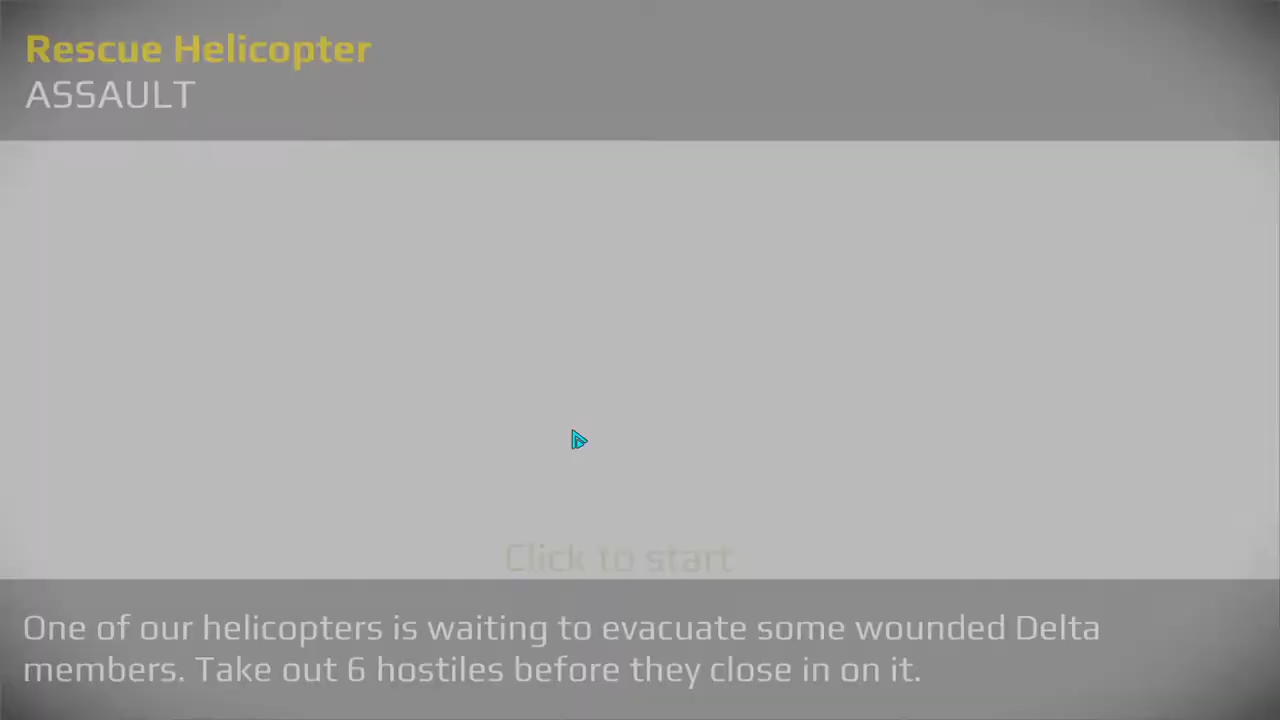 Rescue Helicopter
ASSAULT
Click to start
One of our helicopters is waiting to evacuate some wounded Delta
members. Take out 6 hostiles before they close in on it.